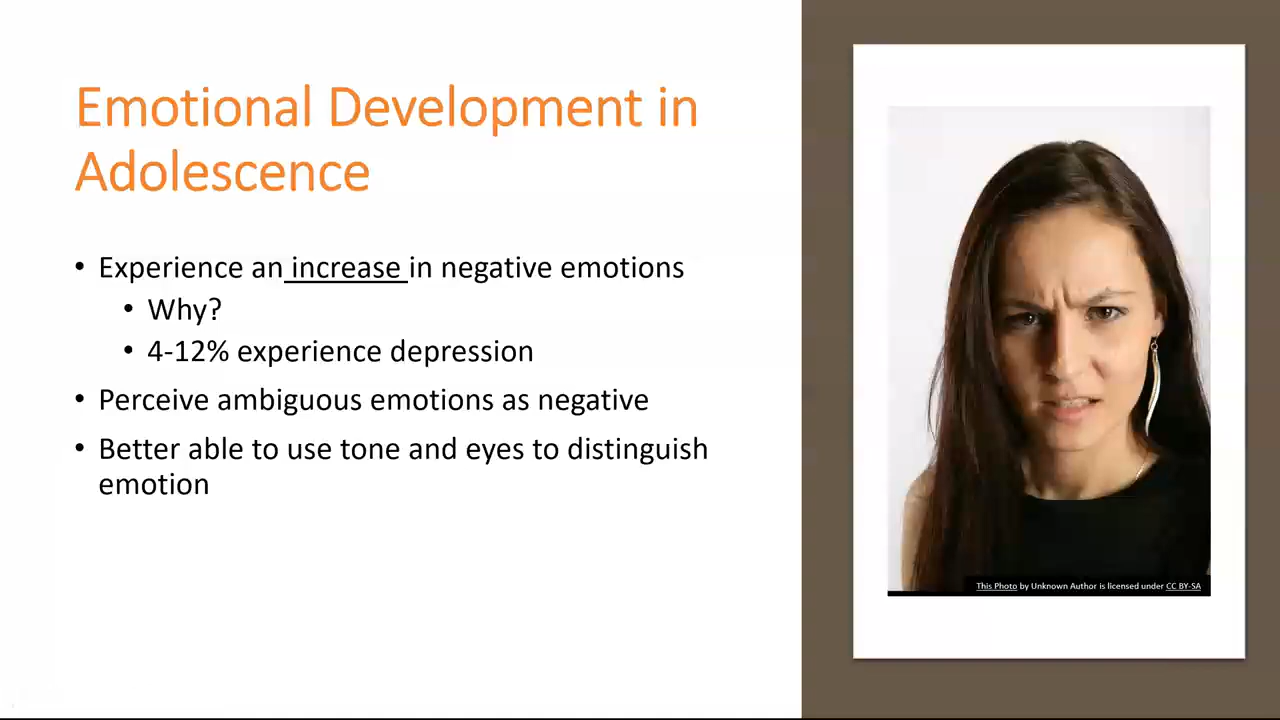 Emotional Development in
Adolescence
• Experience an increase in negative emotions
• Why?
• 4-12% experience depression
• Perceive ambiguous emotions as negative
• Better able to use tone and eyes to distinguish
emotion
This Photo by Unknown Author is licensed under CC BY-SA